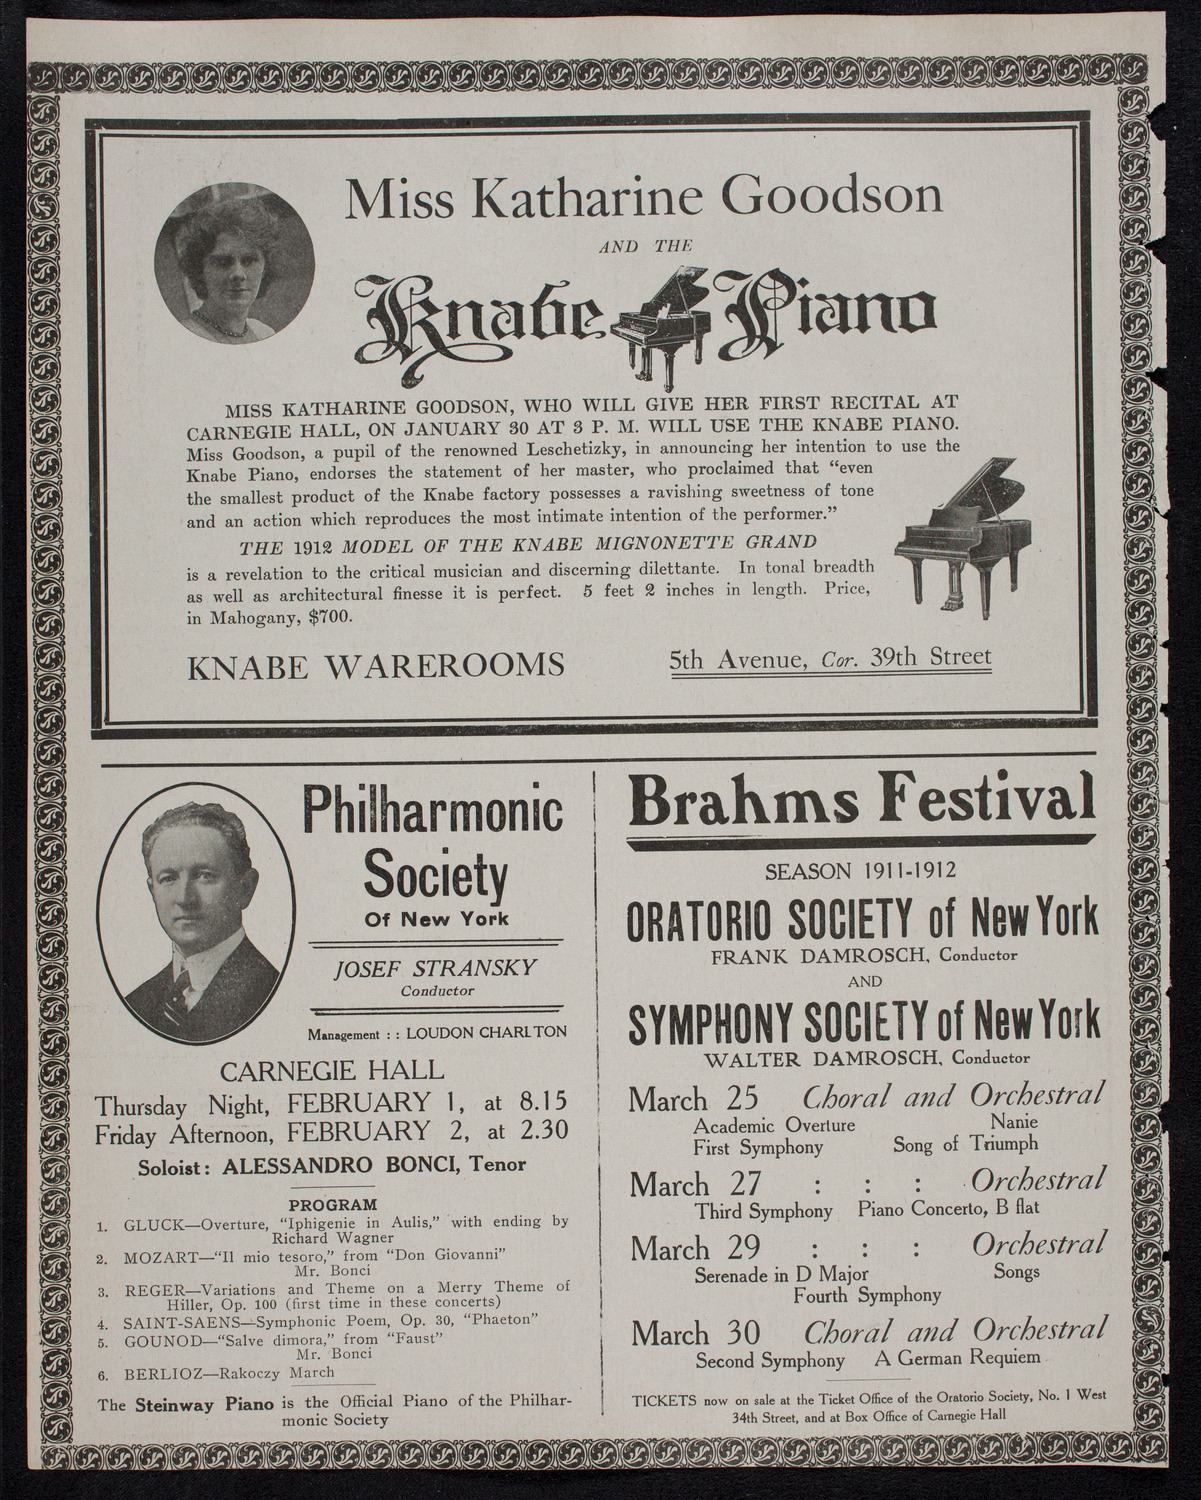 Miss Katharine Goodson
AND THE
Knabe Piano
MISS KATHARINE GOODSON, WHO WILL GIVE HER FIRST RECITAL AT
CARNEGIE HALL, ON JANUARY 30 AT 3 P. M. WILL USE THE KNABE PIANO.
Miss Goodson, a pupil of the renowned Leschetizky, in announcing her intention to use the
Knabe Piano, endorses the statement of her master, who proclaimed that “even
the smallest product of the Knabe factory possesses a ravishing sweetness of tone
and an action which reproduces the most intimate intention of the performer.”
THE 1912 MODEL OF THE KNABE MIGNONETTE GRAND
is a revelation to the critical musician and discerning dilettante. In tonal breadth
as well as architectural finesse it is perfect. 5 feet 2 inches in length. Price,
in Mahogany, $700.
KNABE WAREROOMS 5th Avenue, Cor. 39th Street
Philharmonic
Society
Of New York
JOSEF STRANSKY
Conductor
Management : : LOUDON CHARLTON
CARNEGIE HALL
Thursday Night, FEBRUARY 1, at 8.15
Friday Afternoon, FEBRUARY 2, at 2.30
Soloist: ALESSANDRO BONCI, Tenor
PROGRAM
1. GLUCK—Overture, “Iphigenie in Aulis,” with ending by
Richard Wagner
2. MOZART—“Il mio tesoro,” from “Don Giovanni”
Mr. Bonci
3. REGER—Variations and Theme on a Merry Theme of
Hiller, Op. 100 (first time in these concerts)
4. SAINT-SAENS—Symphonic Poem, Op. 30, “Phaeton”
5. GOUNOD—“Salve dimora,” from “Faust”
Mr. Bonci
6. BERLIOZ—Rakoczy March
The Steinway Piano is the Official Piano of the Philhar-
monic Society
Brahms Festival
SEASON 1911-1912
ORATORIO SOCIETY of New York
FRANK DAMROSCH, Conductor
AND
SYMPHONY SOCIETY of New York
WALTER DAMROSCH, Conductor
March 25 Choral and Orchestral
Academic Overture Nanie
First Symphony Song of Triumph
March 27 : : : Orchestral
Third Symphony Piano Concerto, B flat
March 29 : : : Orchestral
Serenade in D Major Songs
Fourth Symphony
March 30 Choral and Orchestral
Second Symphony A German Requiem
TICKETS now on sale at the Ticket Office of the Oratorio Society, No. 1 West
34th Street, and at Box Office of Carnegie Hall